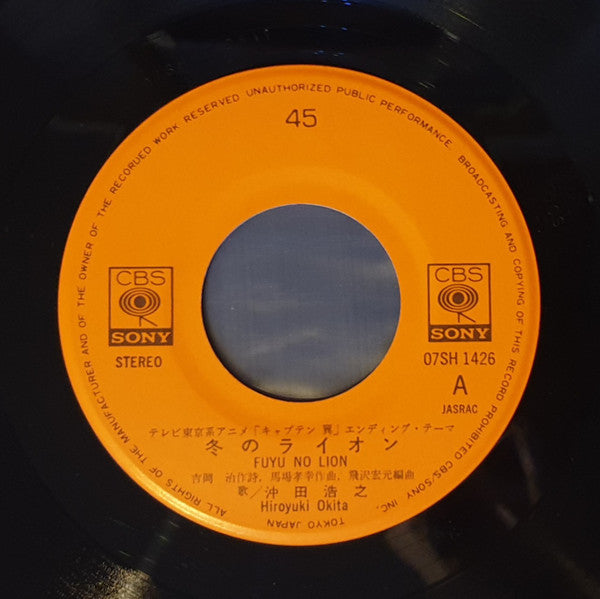 ALL RIGHTS OF THE MANUFACTURER AND OF THE OWNER OF THE RECORDED WORK RESERVED UNAUTHORIZED PUBLIC PERFORMANCE, BROADCASTING AND COPYING OF THIS RECORD PROHIBITED CBS/SONY INC. TOKYO JAPAN
45
CBS
SONY
CBS
SONY
STEREO
07SH 1426
A
JASRAC
テレビ東京系アニメ「キャプテン 翼」エンディング・テーマ
冬のライオン
FUYU NO LION
吉岡 治作詩, 馬場孝幸作曲, 飛沢宏元編曲
歌／沖田浩之
Hiroyuki Okita